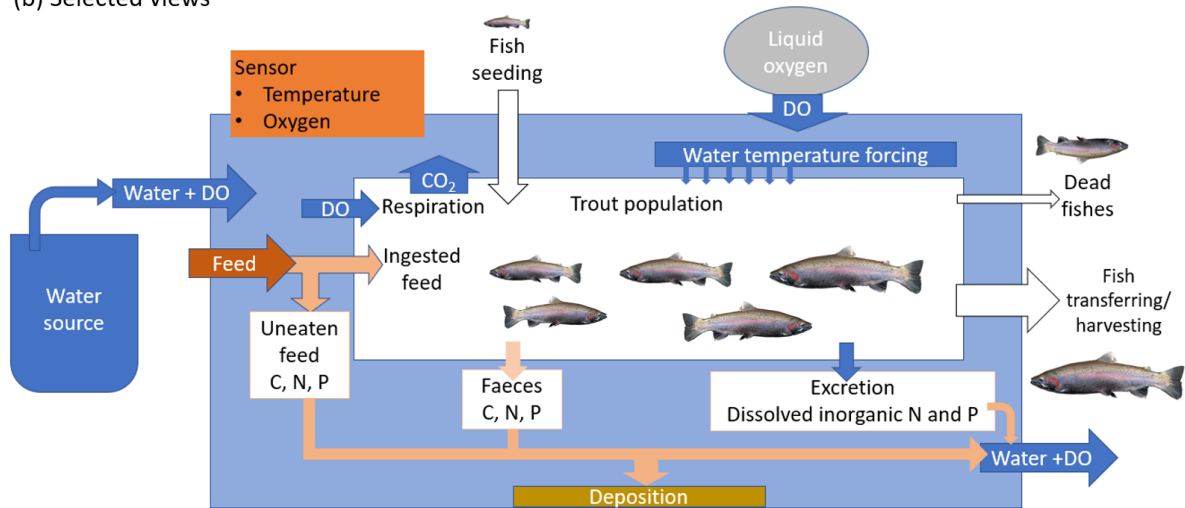 (b) Selected views
Fish
seeding
Liquid
oxygen
DO
Sensor
• Temperature
• Oxygen
Water temperature forcing
Water + DO
CO2
DO
Respiration
Trout population
Dead
fishes
Feed
Ingested
feed
Water
source
Fish
transferring/
harvesting
Uneaten
feed
C, N, P
Faeces
C, N, P
Excretion
Dissolved inorganic N and P
Water +DO
Deposition